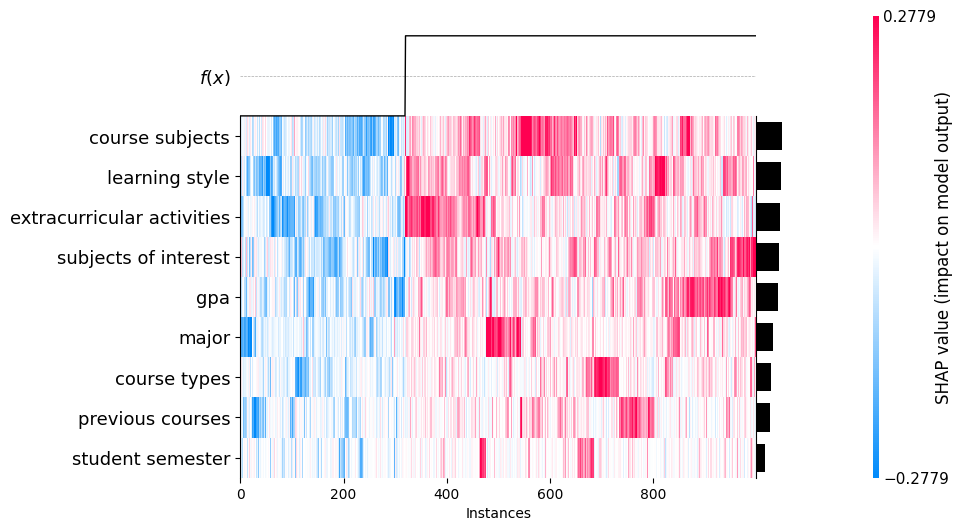 0.2779
f(x)
course subjects
learning style
extracurricular activities
subjects of interest
gpa
major
course types
previous courses
student semester
0 200 400 600 800
Instances
SHAP value (impact on model output)
−0.2779